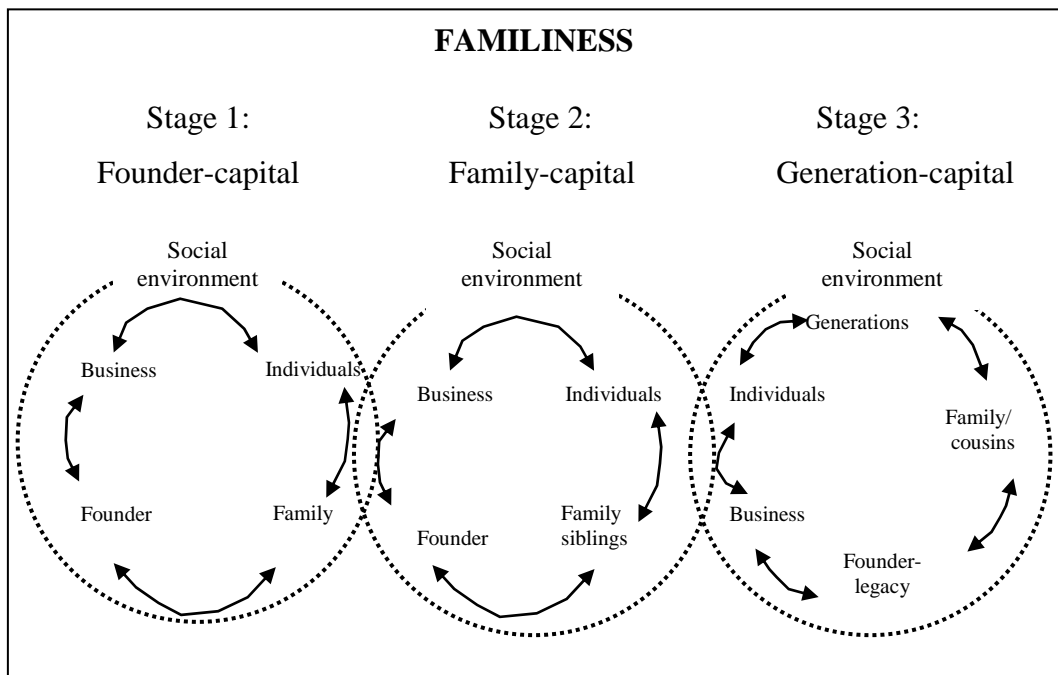 FAMILINESS
Stage 1:
Founder-capital
Stage 2:
Family-capital
Stage 3:
Generation-capital
Social
environment
Business
Individuals
Founder
Family
Social
environment
Business
Individuals
Founder
Family
siblings
Social
environment
Generations
Individuals
Family/
cousins
Business
Founder-
legacy